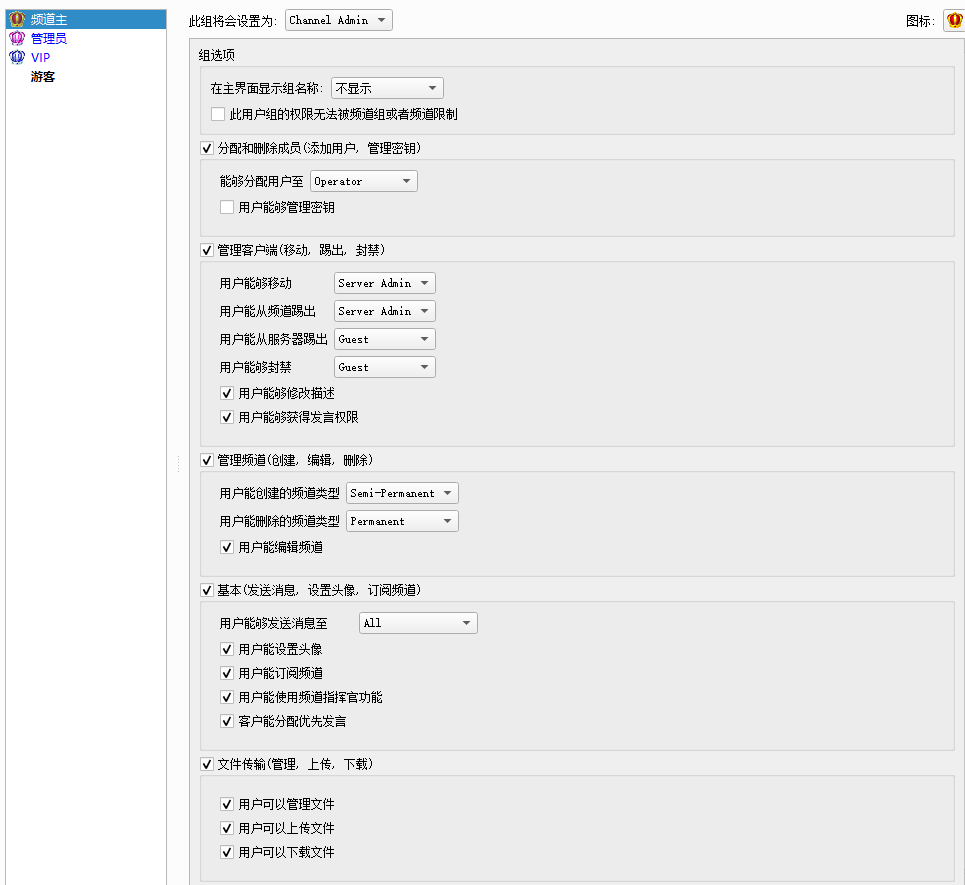 频道主
管理员
VIP
游客
此组将会设置为: Channel Admin
图标:
组选项
在主界面显示组名称: 不显示
此用户组的权限无法被频道组或者频道限制
分配和删除成员(添加用户, 管理密钥)
能够分配用户至 Operator
用户能够管理密钥
管理客户端(移动, 踢出, 封禁)
用户能够移动 Server Admin
用户能从频道踢出 Server Admin
用户能从服务器踢出 Guest
用户能够封禁 Guest
用户能够修改描述
用户能够获得发言权限
管理频道(创建, 编辑, 删除)
用户能创建的频道类型 Semi-Permanent
用户能删除的频道类型 Permanent
用户能编辑频道
基本(发送消息, 设置头像, 订阅频道)
用户能够发送消息至 All
用户能设置头像
用户能订阅频道
用户能使用频道指挥官功能
客户能分配优先发言
文件传输(管理, 上传, 下载)
用户可以管理文件
用户可以上传文件
用户可以下载文件